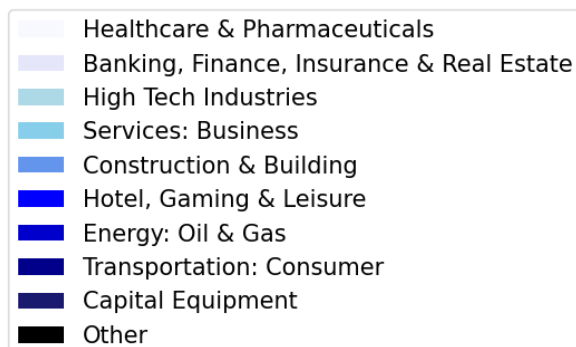 Healthcare & Pharmaceuticals
Banking, Finance, Insurance & Real Estate
High Tech Industries
Services: Business
Construction & Building
Hotel, Gaming & Leisure
Energy: Oil & Gas
Transportation: Consumer
Capital Equipment
Other